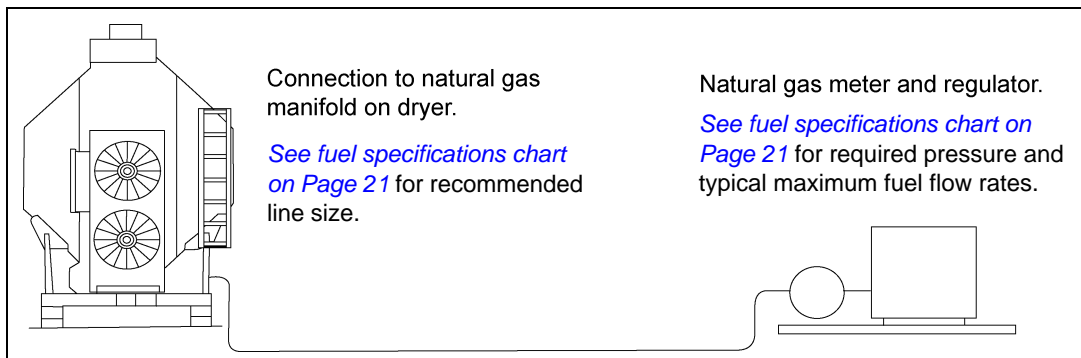 Connection to natural gas
manifold on dryer.
See fuel specifications chart
on Page 21 for recommended
line size.
Natural gas meter and regulator.
See fuel specifications chart on
Page 21 for required pressure and
typical maximum fuel flow rates.